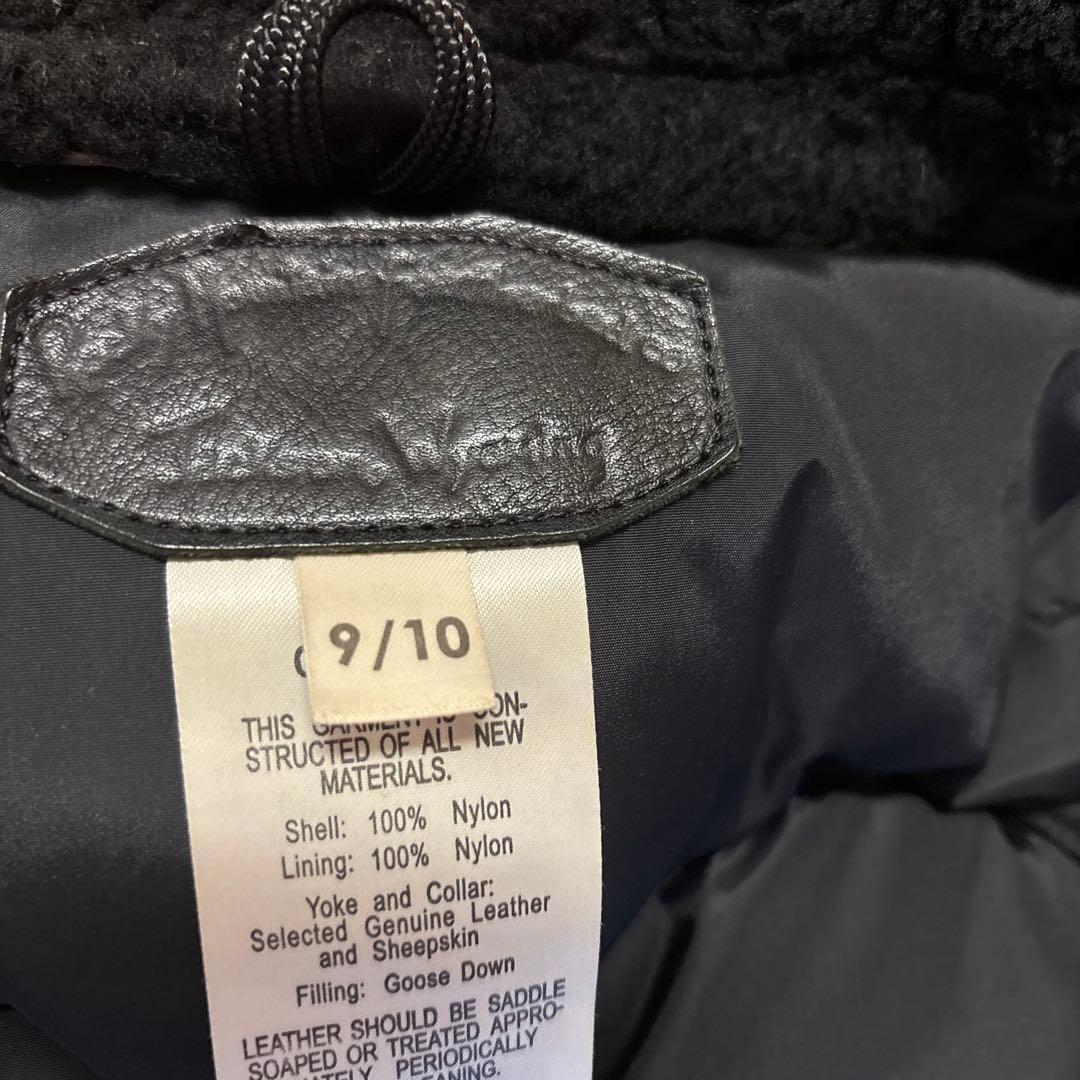 9/10
THIS GARMENT IS CON-
STRUCTED OF ALL NEW
MATERIALS.
Shell: 100% Nylon
Lining: 100% Nylon
Yoke and Collar:
Selected Genuine Leather
and Sheepskin
Filling: Goose Down
LEATHER SHOULD BE SADDLE
SOAPED OR TREATED APPRO-
PERIODICALLY